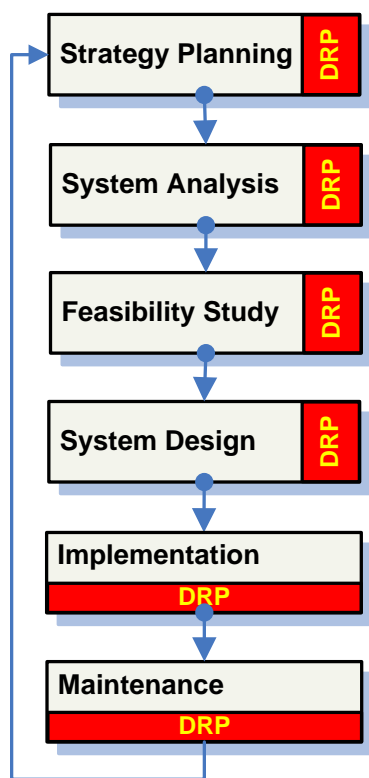 Strategy Planning
DRP
System Analysis
DRP
Feasibility Study
DRP
System Design
DRP
Implementation
DRP
Maintenance
DRP